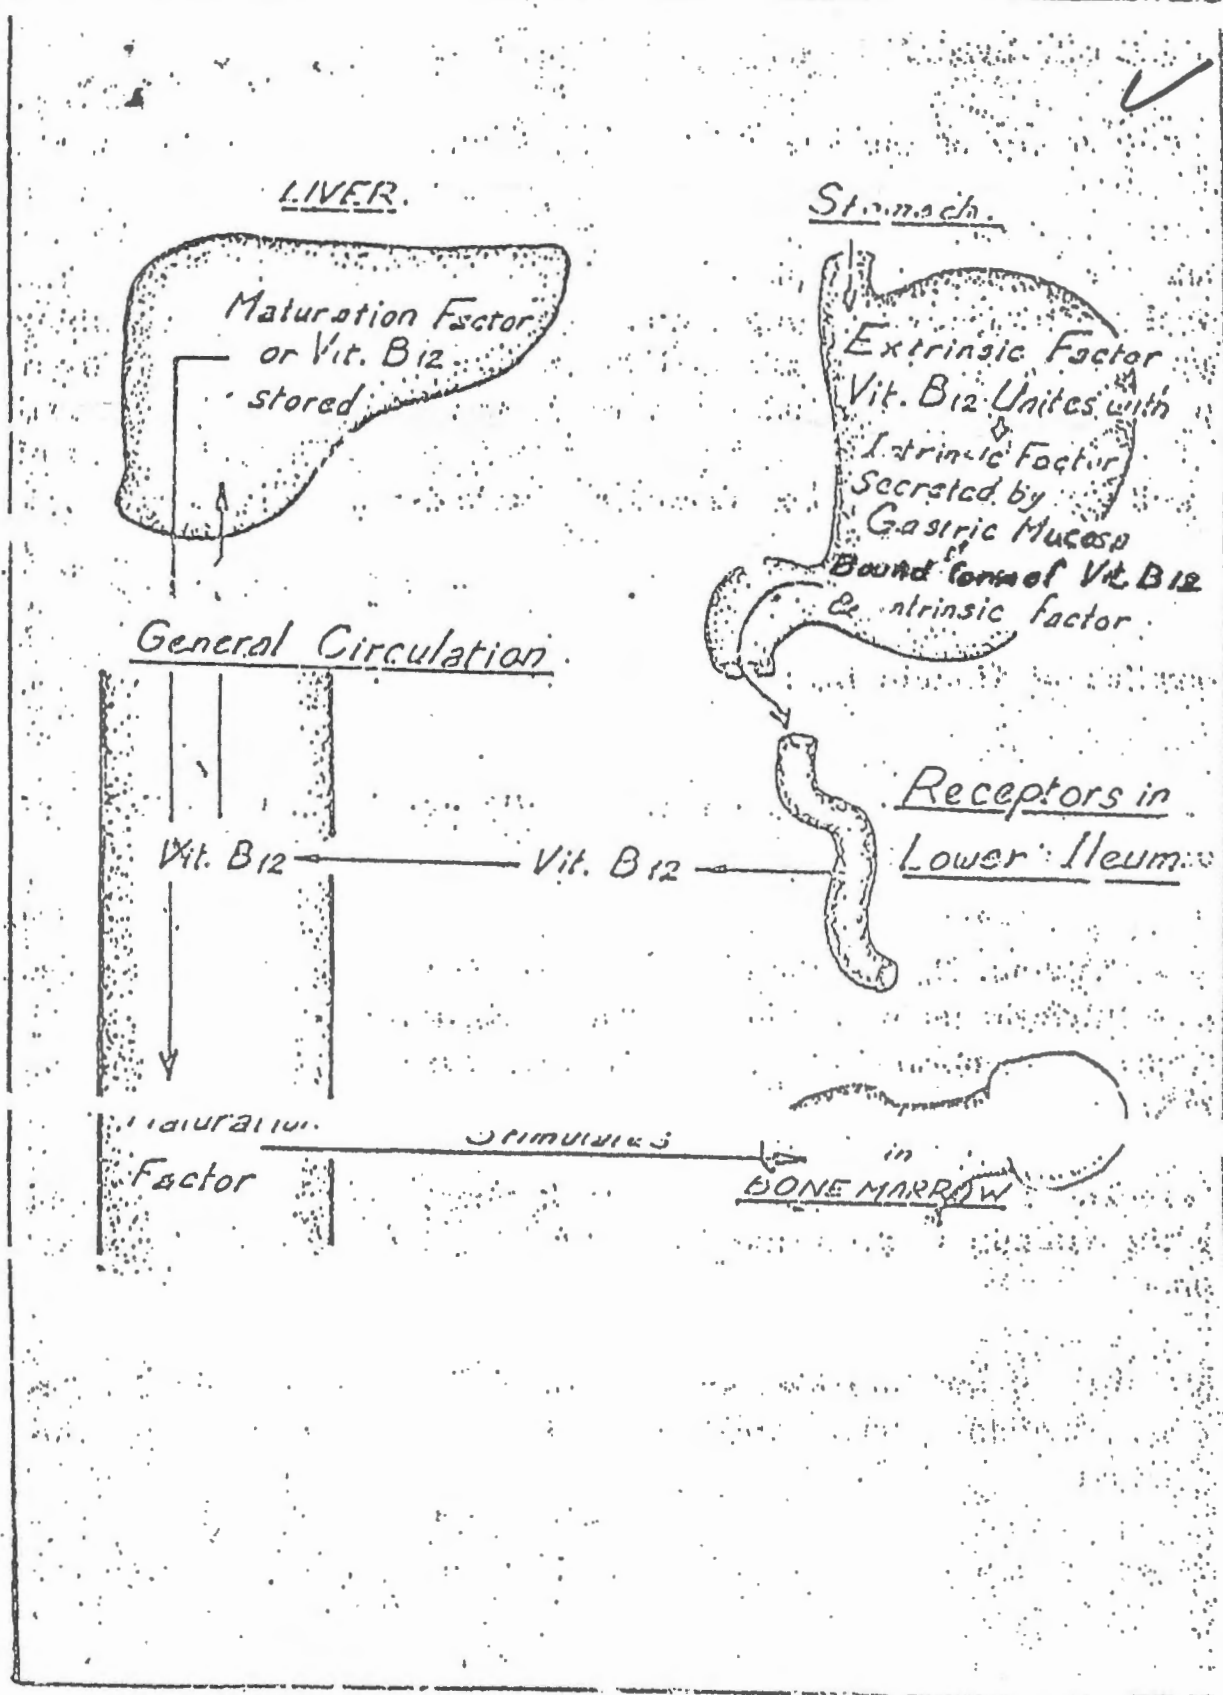 LIVER.
Maturation Factor
or Vit. B12
stored
Stomach.
Extrinsic Factor
Vit. B12 Unites with
Intrinsic Factor
Secreted by
Gastric Mucosa
Bound form of Vit. B12
& intrinsic factor
General Circulation
Receptors in
Lower Ileum
Vit. B12
Vit. B12
Maturation
Factor
Stimulates
in
BONE MARROW